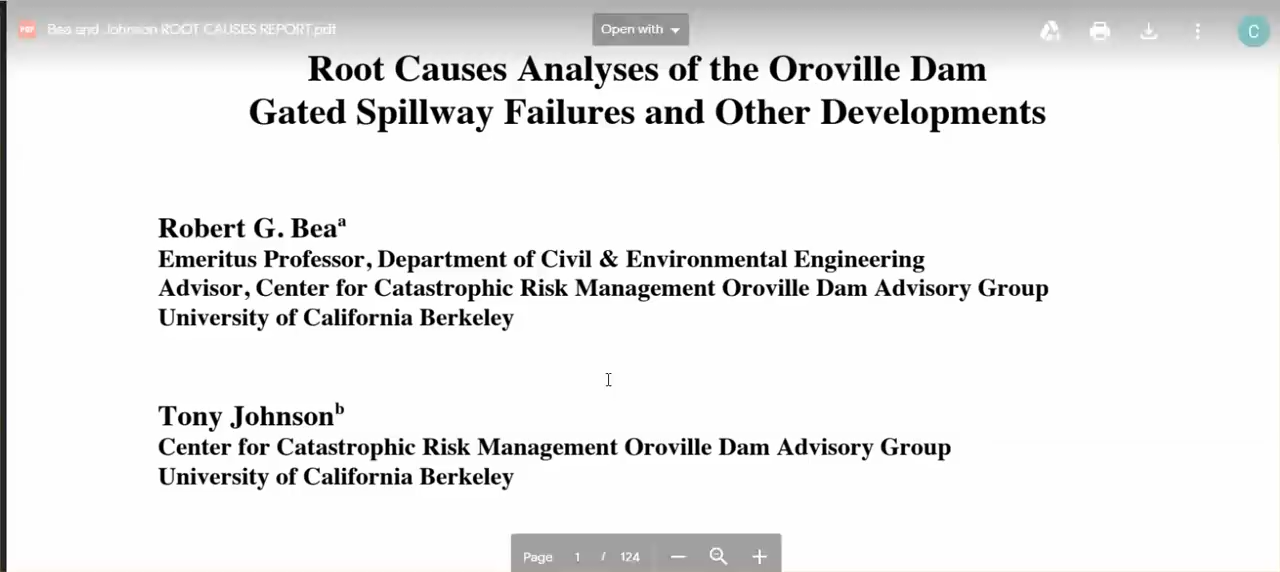 Bea and Johnson ROOT CAUSES REPORT.pdf
Open with
C
Root Causes Analyses of the Oroville Dam
Gated Spillway Failures and Other Developments
Robert G. Beaᵃ
Emeritus Professor, Department of Civil & Environmental Engineering
Advisor, Center for Catastrophic Risk Management Oroville Dam Advisory Group
University of California Berkeley
Tony Johnsonᵇ
Center for Catastrophic Risk Management Oroville Dam Advisory Group
University of California Berkeley
Page 1 / 124